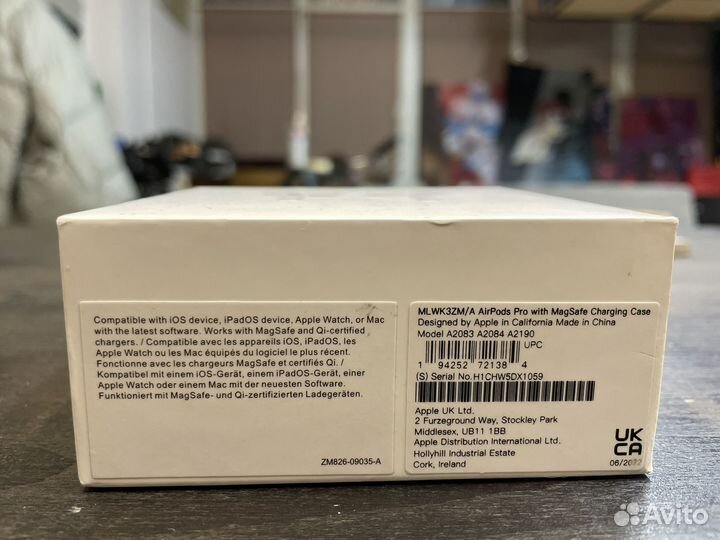 Compatible with iOS device, iPadOS device, Apple Watch, or Mac
with the latest software. Works with MagSafe and Qi-certified
chargers. / Compatible avec les appareils iOS, iPadOS, les
Apple Watch ou les Mac équipés du logiciel le plus récent.
Fonctionne avec les chargeurs MagSafe et certifiés Qi. /
Kompatibel mit einem iOS-Gerät, einem iPadOS-Gerät, einer
Apple Watch oder einem Mac mit der neuesten Software.
Funktioniert mit MagSafe- und Qi-zertifizierten Ladegeräten.
ZM826-09035-A
MLWK3ZM/A AirPods Pro with MagSafe Charging Case
Designed by Apple in California Made in China
Model A2083 A2084 A2190
UPC
1 94252 72138 4
(S) Serial No.H1CHW5DX1059
Apple UK Ltd.
2 Furzeground Way, Stockley Park
Middlesex, UB11 1BB
Apple Distribution International Ltd.
Hollyhill Industrial Estate
Cork, Ireland
UK
CA
06/2022
Avito